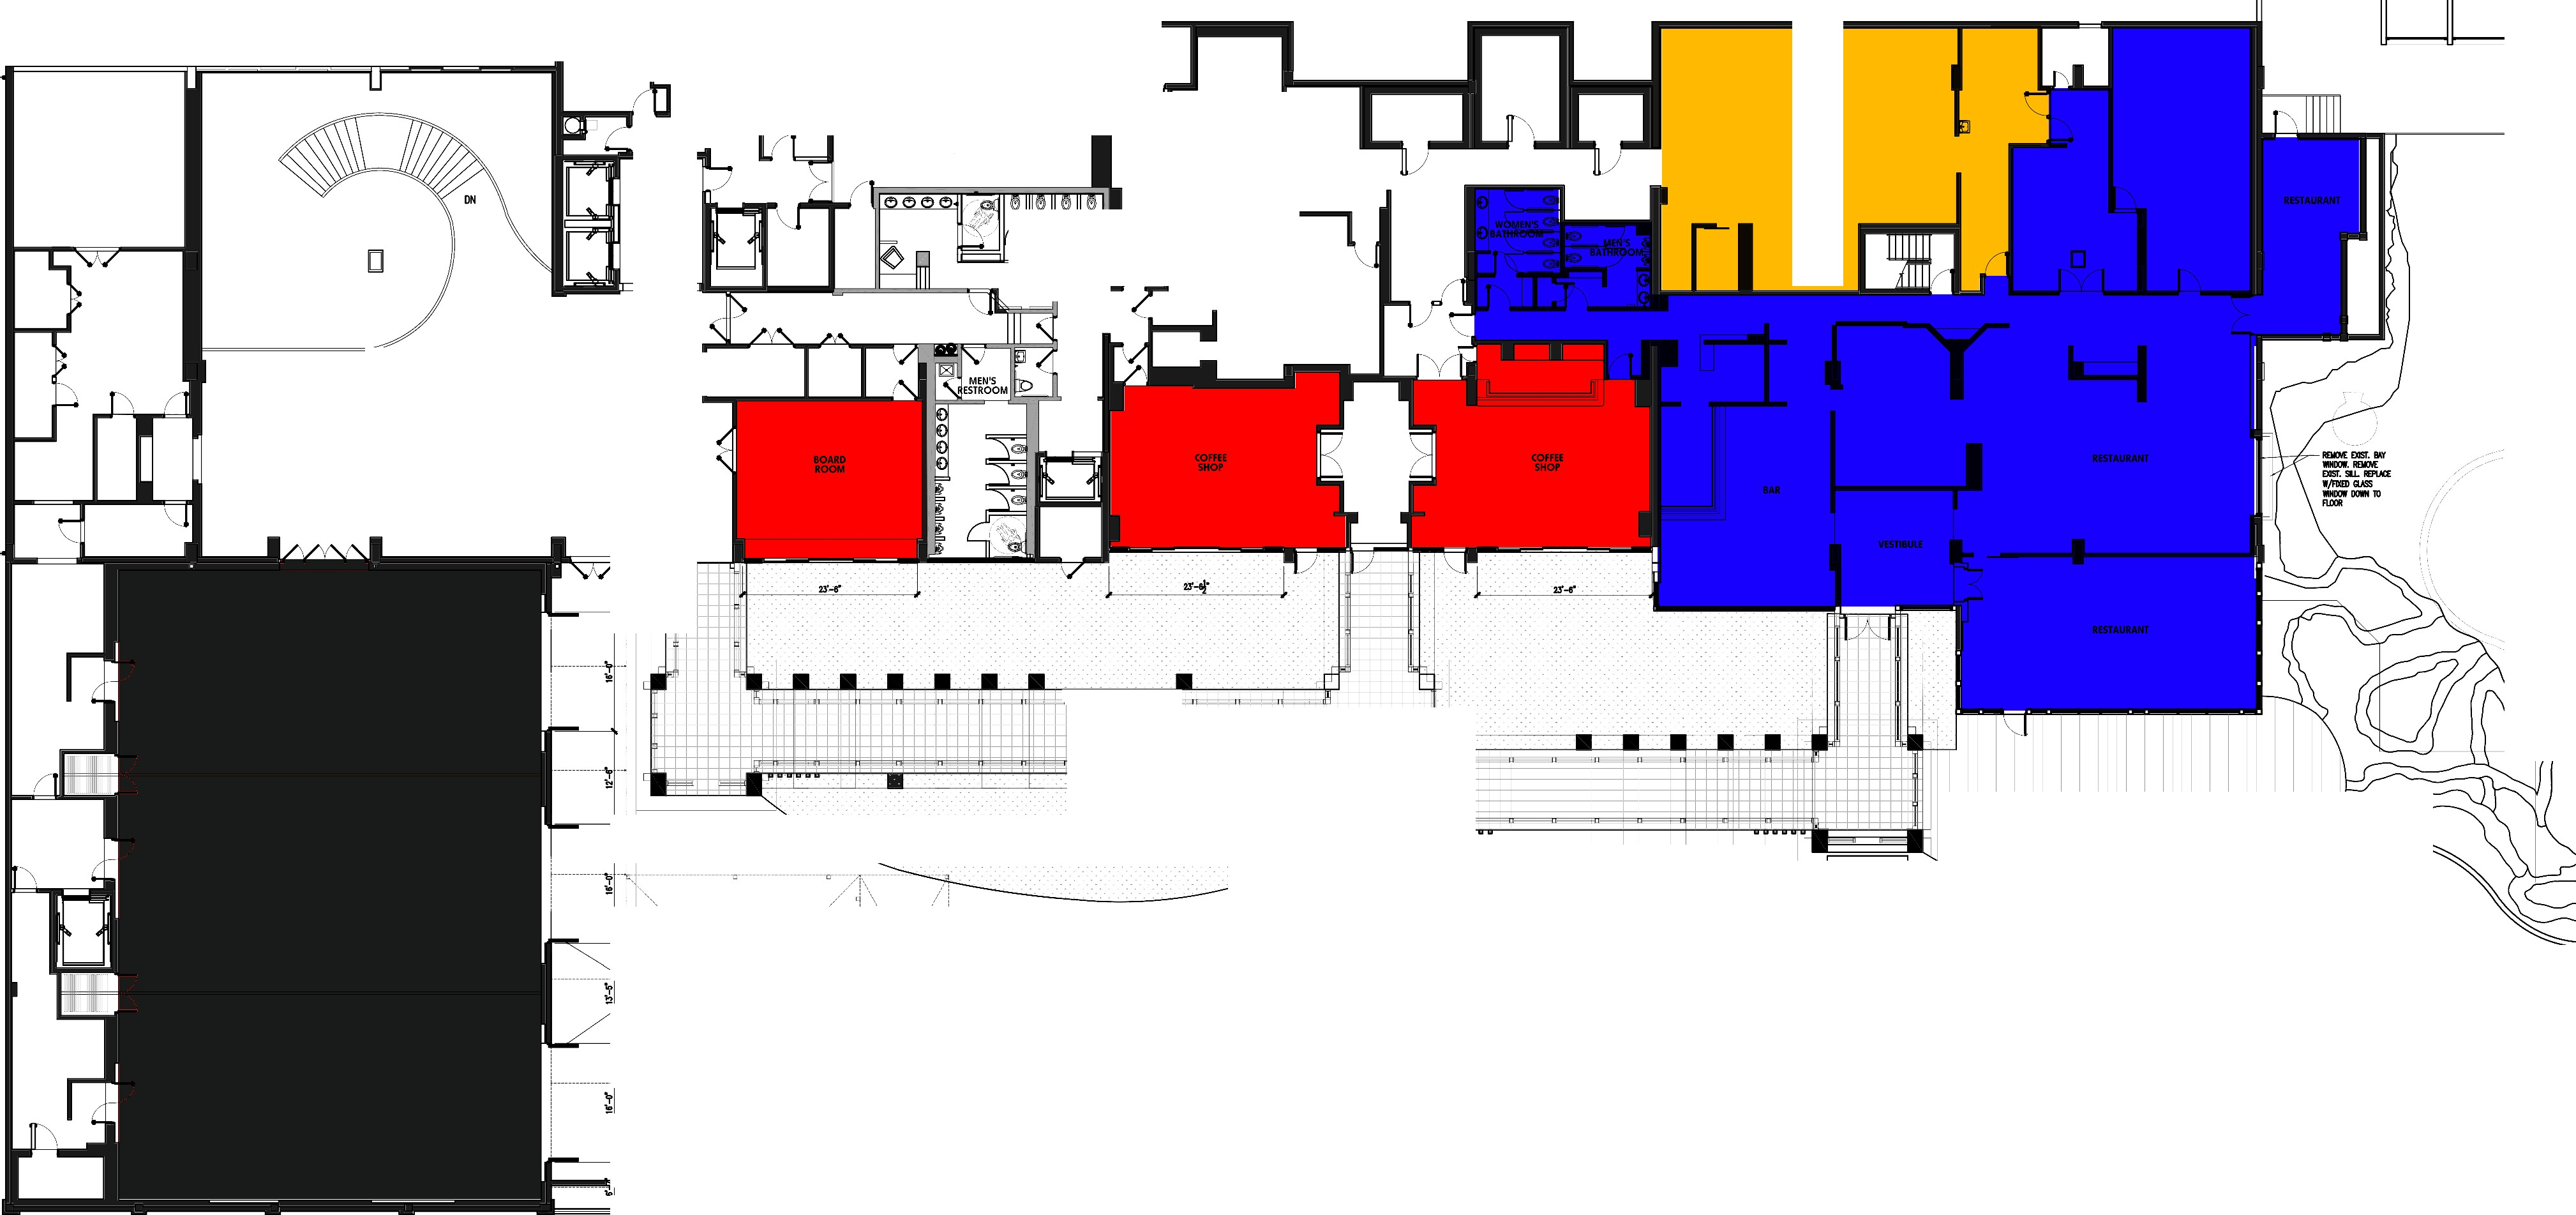 DN
RESTAURANT
WOMEN'S
BATHROOM
MEN'S
BATHROOM
MEN'S
RESTROOM
BOARD
ROOM
COFFEE
SHOP
COFFEE
SHOP
BAR
RESTAURANT
REMOVE EXIST. BAY
WINDOW. REMOVE
EXIST. SILL. REPLACE
W/FIXED GLASS
WINDOW DOWN TO
FLOOR
VESTIBULE
23'-6"
23'-6½"
23'-6"
RESTAURANT
16'-0"
12'-6"
16'-0"
13'-5"
16'-0"